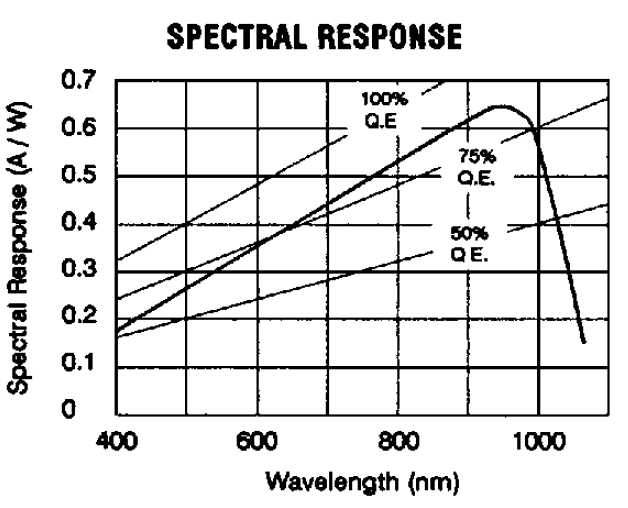 SPECTRAL RESPONSE
Spectral Response (A / W)
0.7
0.6
0.5
0.4
0.3
0.2
0.1
0
100%
Q.E
75%
Q.E.
50%
Q E.
400
600
800
1000
Wavelength (nm)